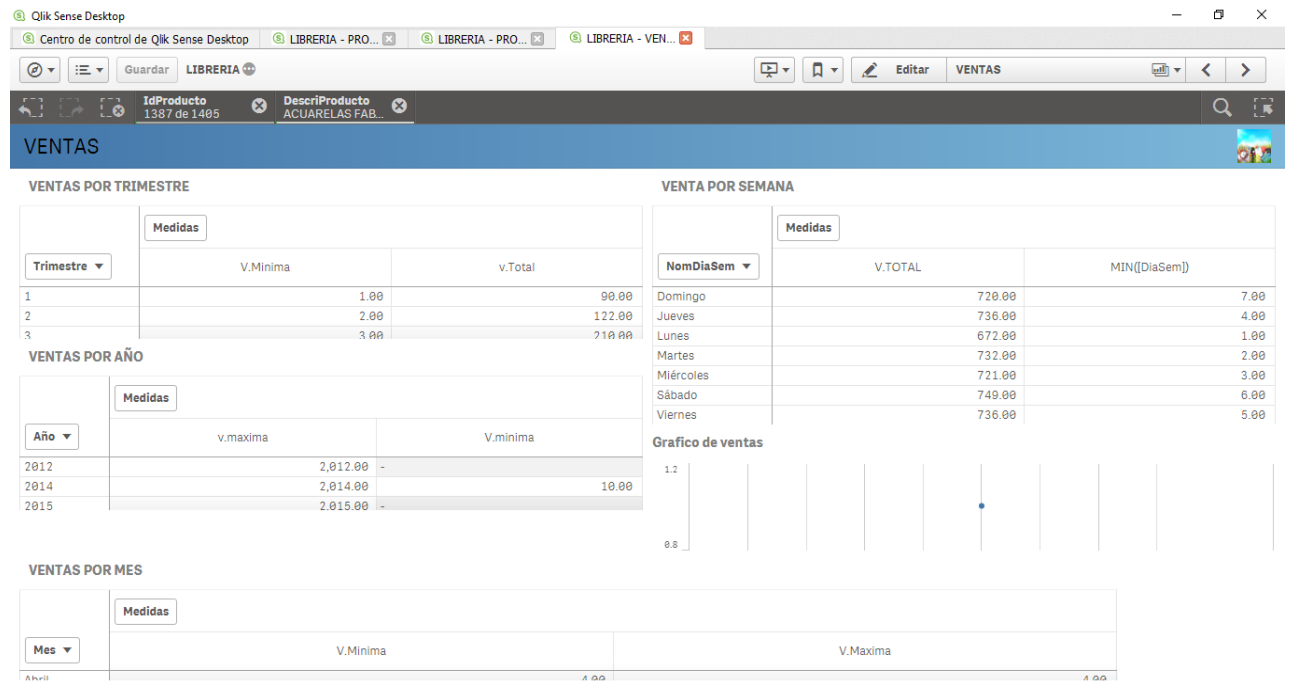 Qlik Sense Desktop
Centro de control de Qlik Sense Desktop LIBRERIA - PRO... LIBRERIA - PRO... LIBRERIA - VEN...
Guardar LIBRERIA Editar VENTAS
IdProducto DescriProducto
1387 de 1405 ACUARELAS FAB...
VENTAS
VENTAS POR TRIMESTRE
Medidas
Trimestre V.Minima v.Total
1 1.00 90.00
2 2.00 122.00
3 3.00 210.00
VENTAS POR AÑO
Medidas
Año v.maxima V.minima
2012 2,012.00 -
2014 2,014.00 10.00
2015 2,015.00 -
VENTA POR SEMANA
Medidas
NomDiaSem V.TOTAL MIN([DiaSem])
Domingo 720.00 7.00
Jueves 736.00 4.00
Lunes 672.00 1.00
Martes 732.00 2.00
Miércoles 721.00 3.00
Sábado 749.00 6.00
Viernes 736.00 5.00
Grafico de ventas
1.2
0.8
VENTAS POR MES
Medidas
Mes V.Minima V.Maxima
Abril 4.00 4.00